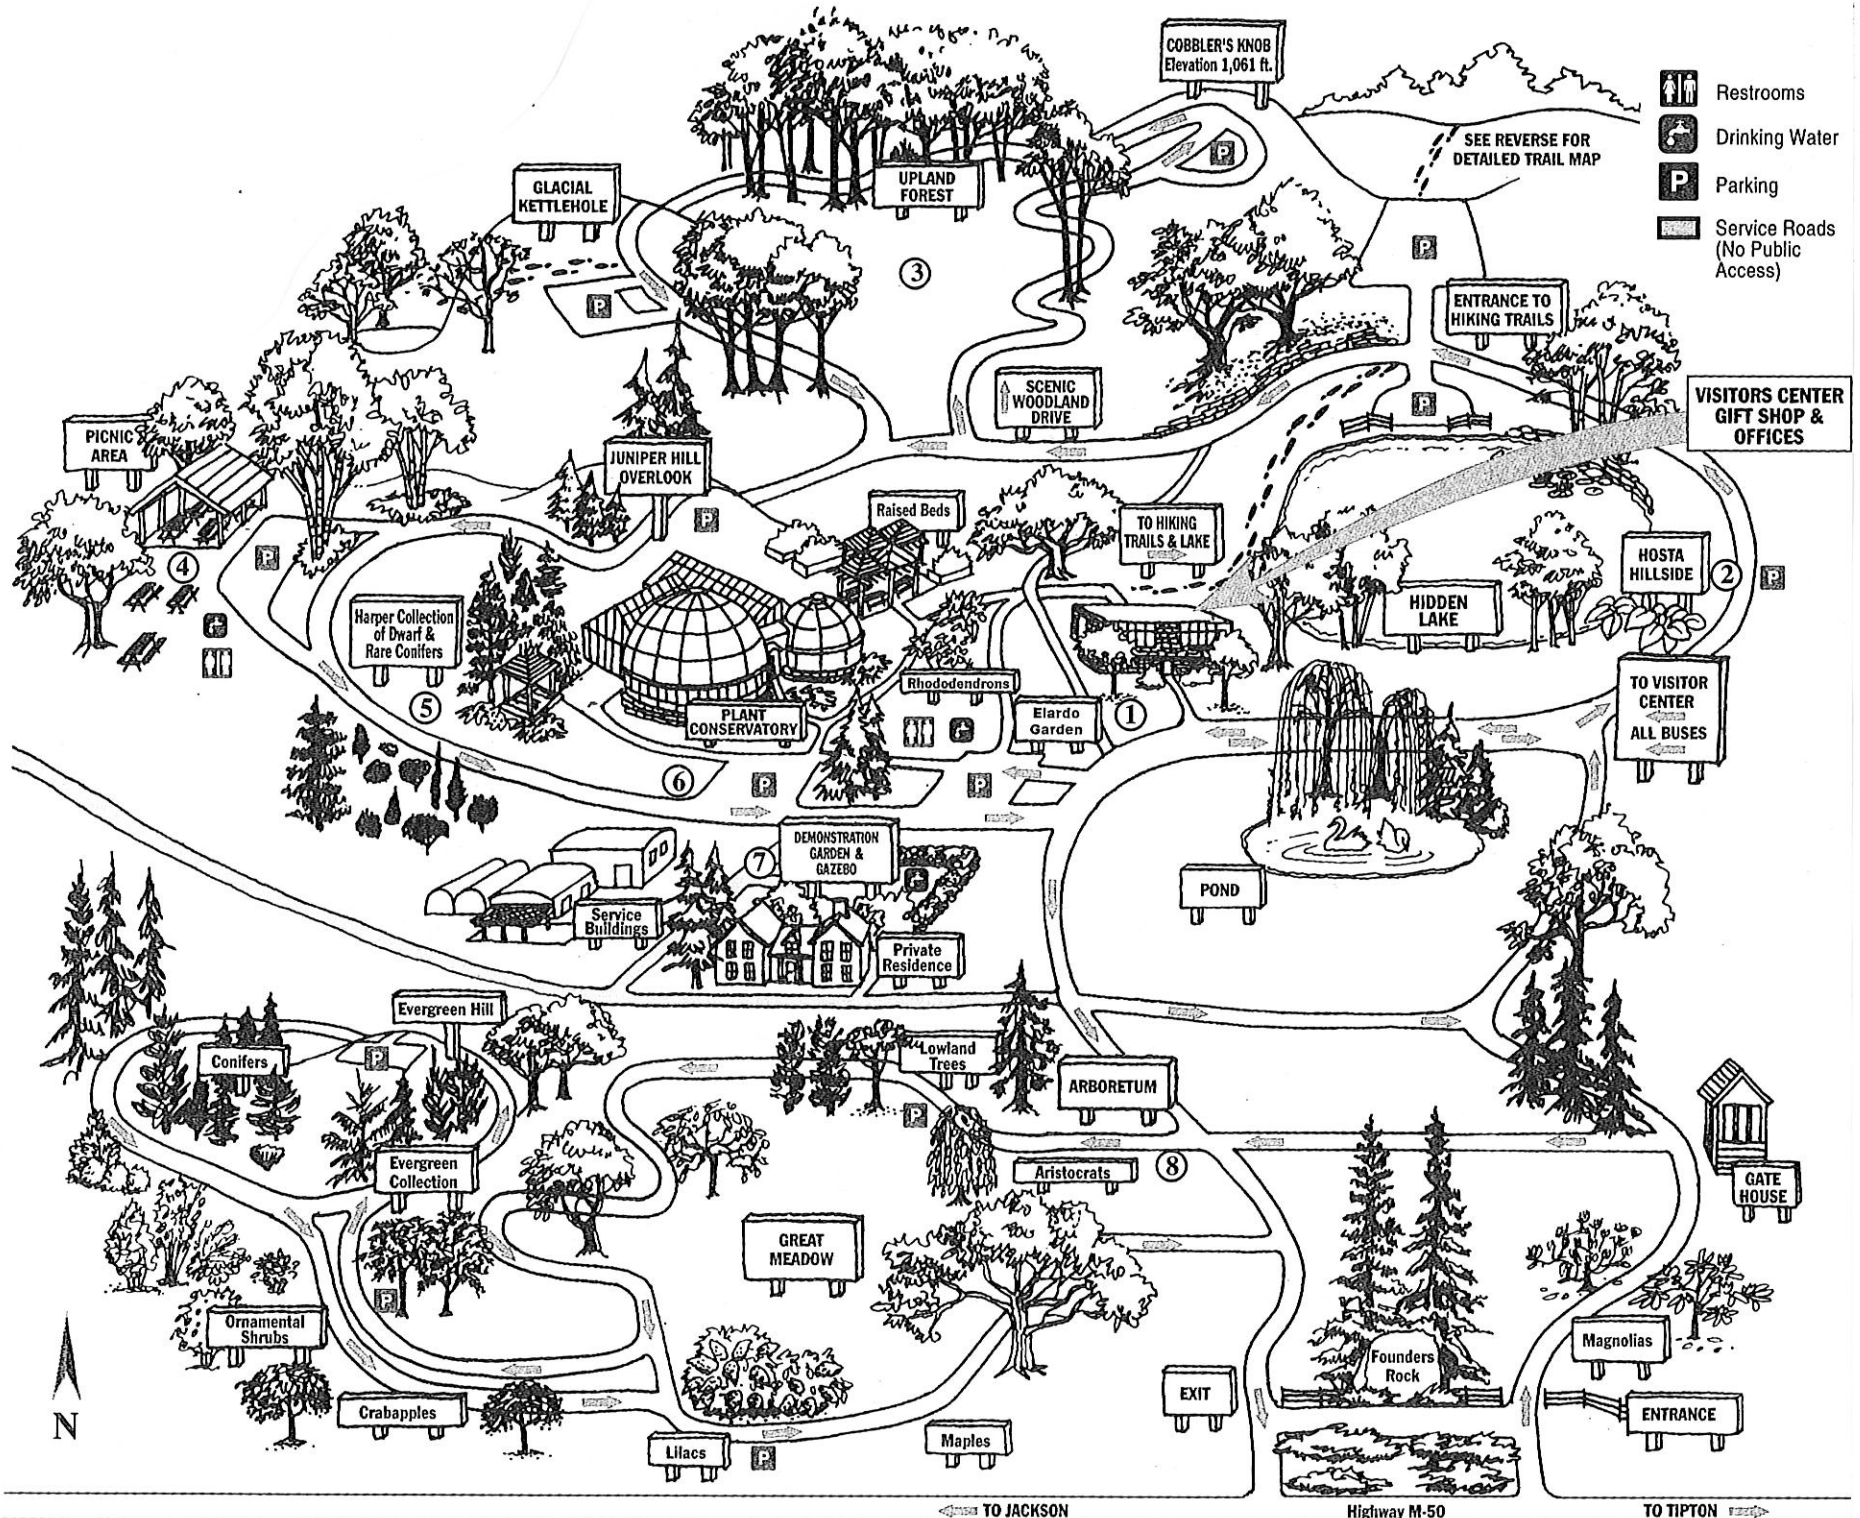 COBBLER'S KNOB
Elevation 1,061 ft.
Restrooms
Drinking Water
P
Parking
Service Roads
(No Public
Access)
SEE REVERSE FOR
DETAILED TRAIL MAP
P
GLACIAL
KETTLEHOLE
UPLAND
FOREST
3
P
P
ENTRANCE TO
HIKING TRAILS
SCENIC
WOODLAND
DRIVE
P
VISITORS CENTER
GIFT SHOP &
OFFICES
PICNIC
AREA
JUNIPER HILL
OVERLOOK
P
Raised Beds
TO HIKING
TRAILS & LAKE
HOSTA
HILLSIDE
2
P
P
4
HIDDEN
LAKE
Harper Collection
of Dwarf &
Rare Conifers
5
Rhododendrons
PLANT
CONSERVATORY
Elardo
Garden
1
TO VISITOR
CENTER
ALL BUSES
6
P
P
7
DEMONSTRATION
GARDEN &
GAZEBO
POND
Service
Buildings
Private
Residence
Evergreen Hill
Conifers
P
Lowland
Trees
ARBORETUM
P
Evergreen
Collection
Aristocrats
8
GATE
HOUSE
GREAT
MEADOW
P
Ornamental
Shrubs
Magnolias
Founders
Rock
EXIT
ENTRANCE
Crabapples
Lilacs
P
Maples
N
TO JACKSON
Highway M-50
TO TIPTON